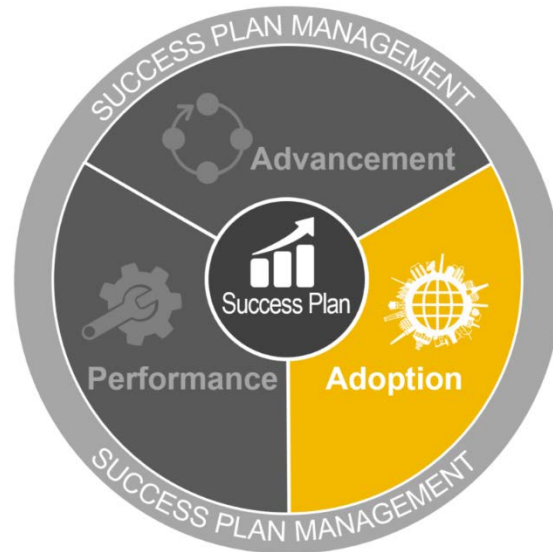 SUCCESS PLAN MANAGEMENT
Advancement
Success Plan
Performance
Adoption
SUCCESS PLAN MANAGEMENT